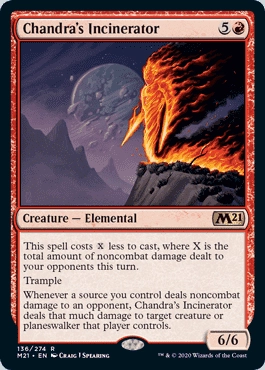 Chandra's Incinerator 5
Creature — Elemental M21
This spell costs X less to cast, where X is the
total amount of noncombat damage dealt to
your opponents this turn.
Trample
Whenever a source you control deals noncombat
damage to an opponent, Chandra's Incinerator
deals that much damage to target creature or
planeswalker that player controls.
6/6
136/274 R
M21 • EN CRAIG J SPEARING
™ & © 2020 Wizards of the Coast